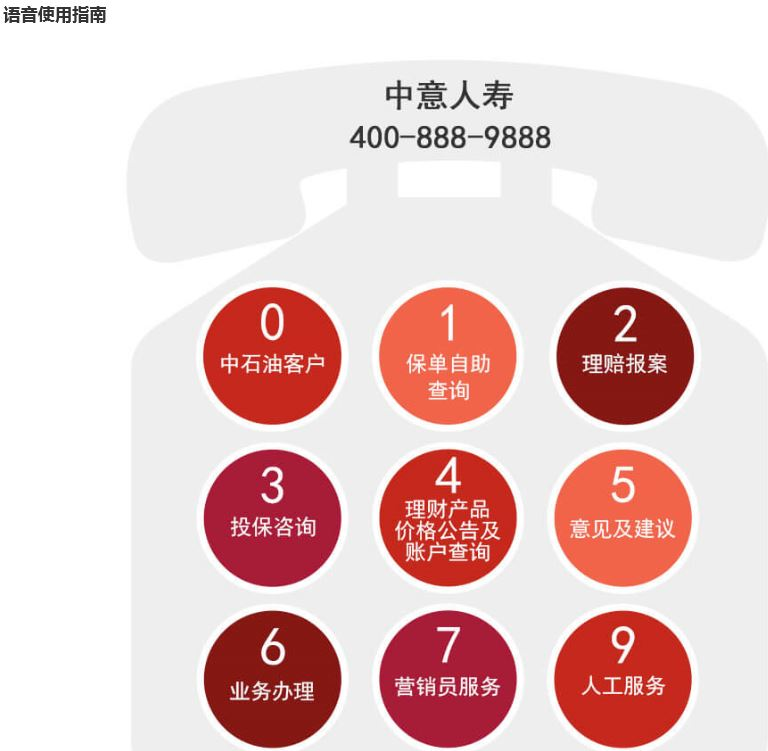 语音使用指南
中意人寿
400-888-9888
0
中石油客户
1
保单自助
查询
2
理赔报案
3
投保咨询
4
理财产品
价格公告及
账户查询
5
意见及建议
6
业务办理
7
营销员服务
9
人工服务